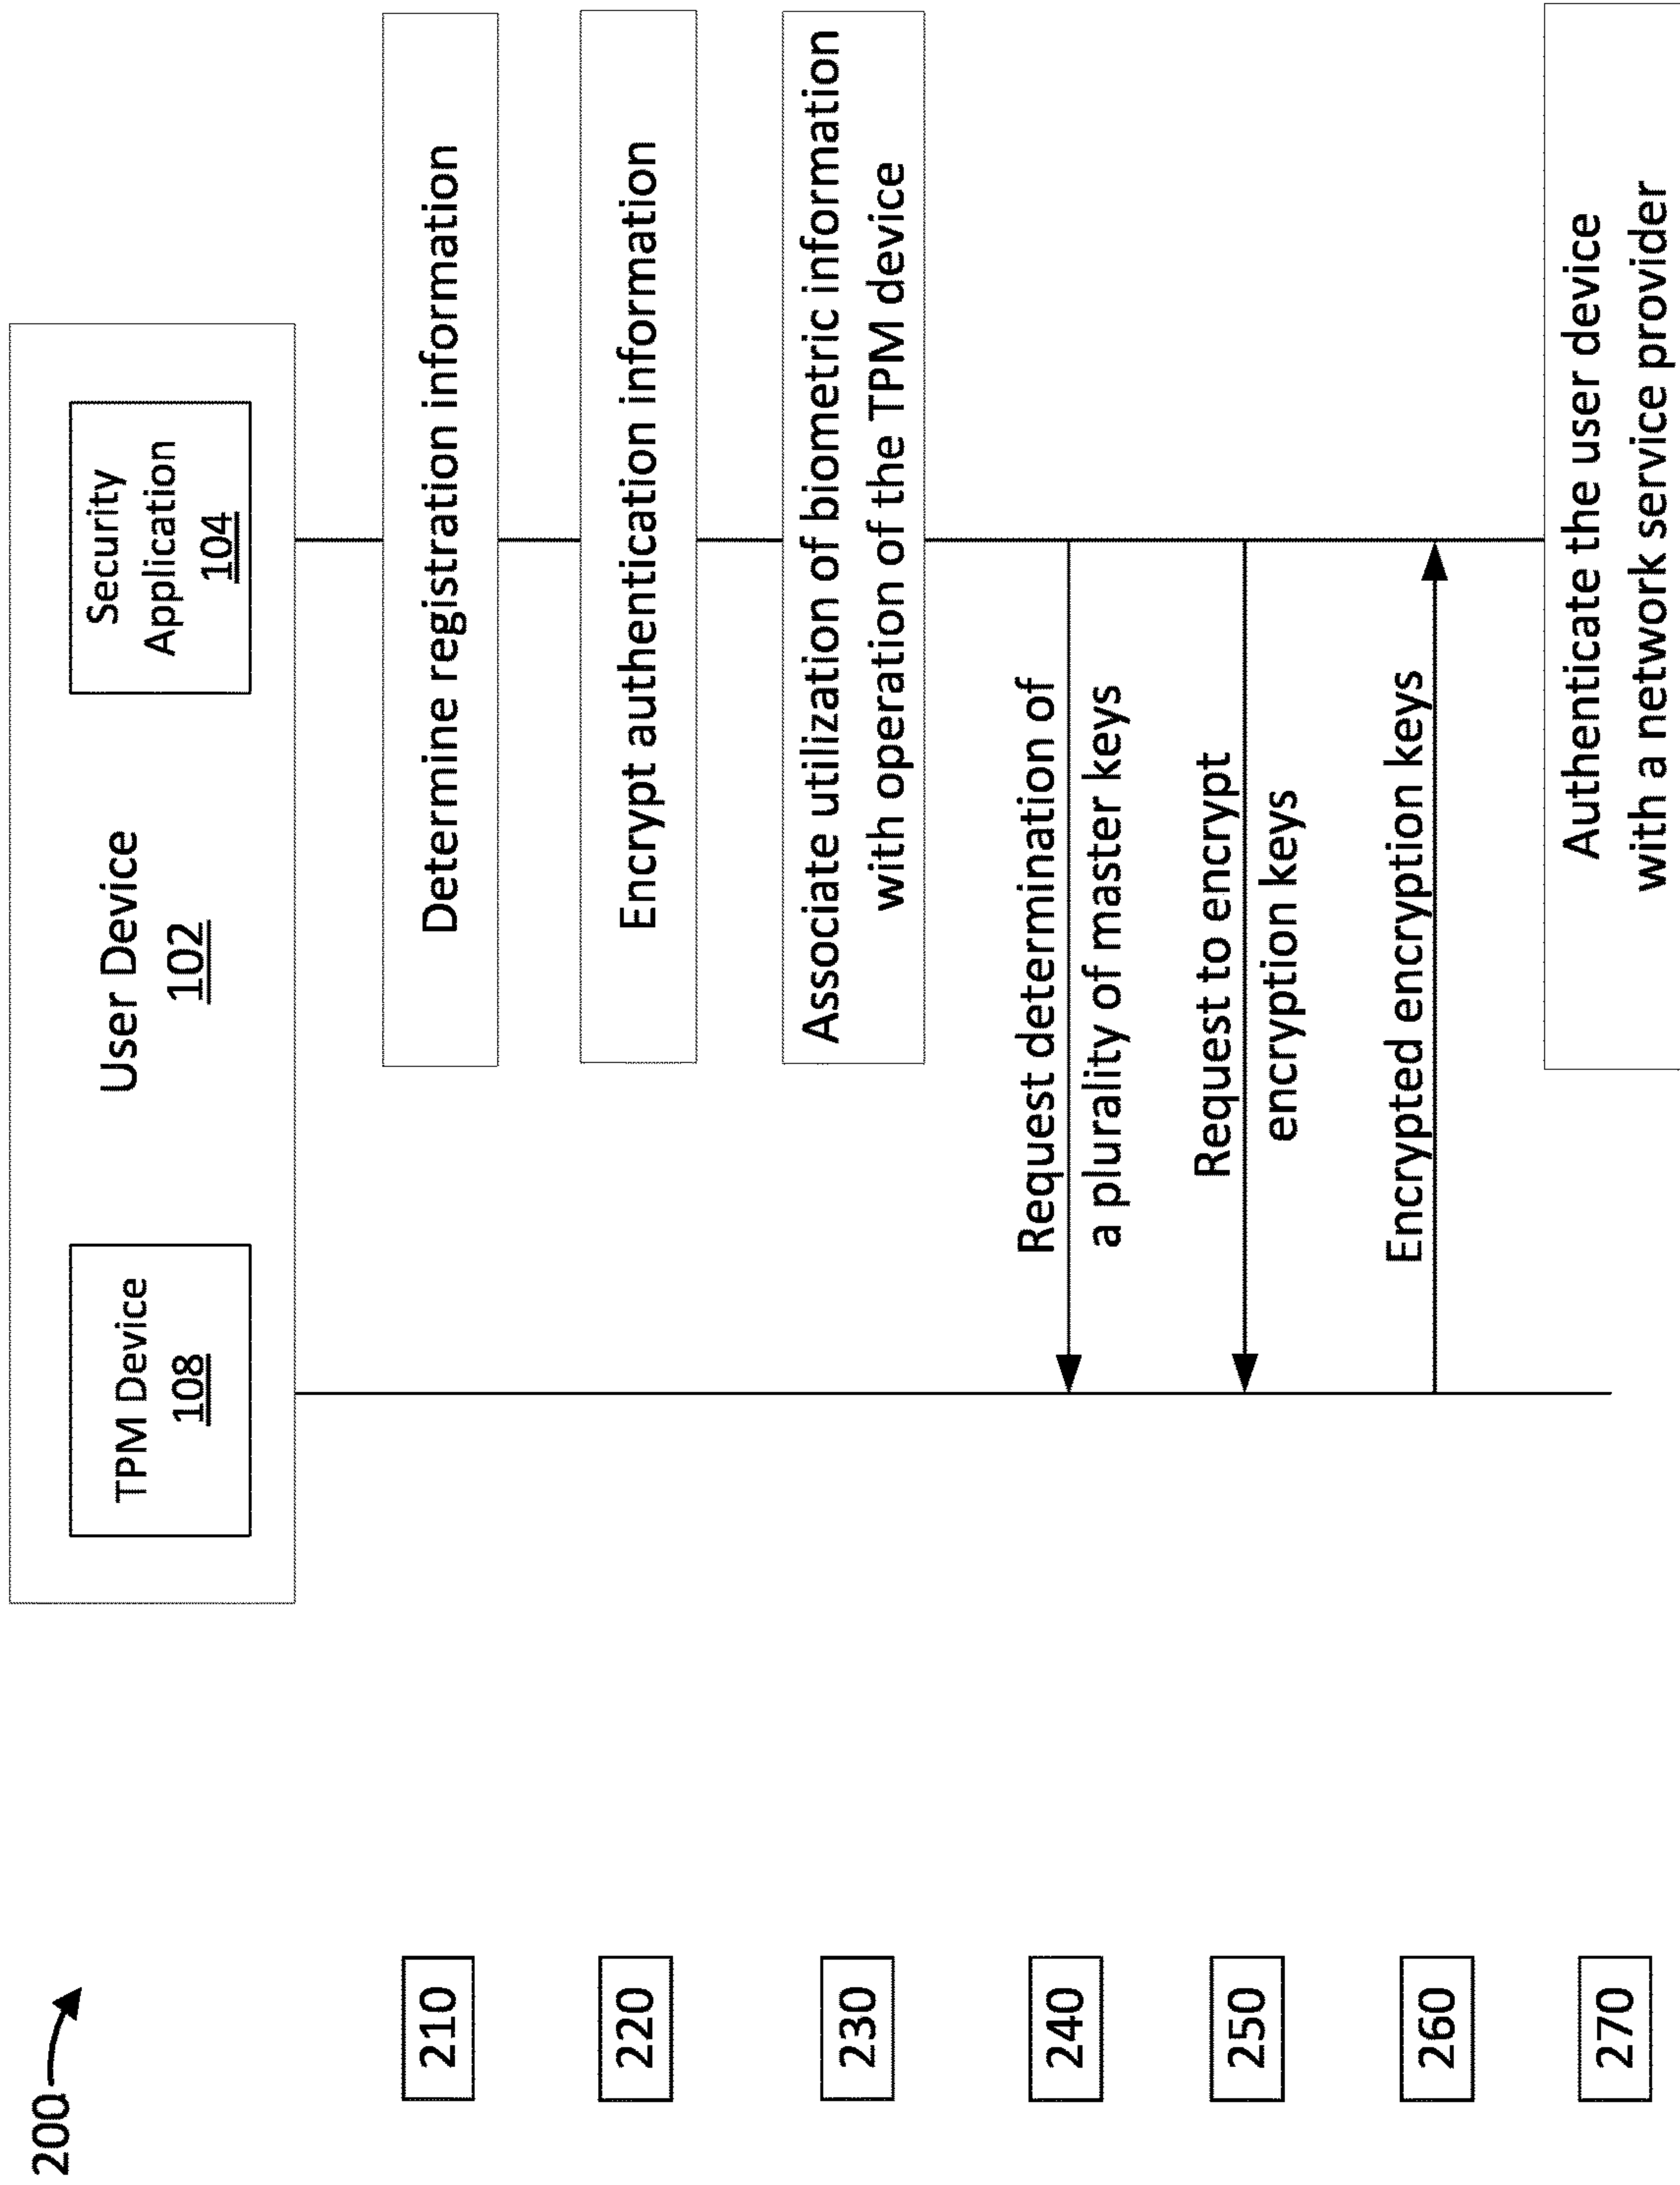 200
User Device
102
TPM Device
108
Security
Application
104
210
Determine registration information
220
Encrypt authentication information
230
Associate utilization of biometric information
with operation of the TPM device
240
Request determination of
a plurality of master keys
250
Request to encrypt
encryption keys
260
Encrypted encryption keys
270
Authenticate the user device
with a network service provider